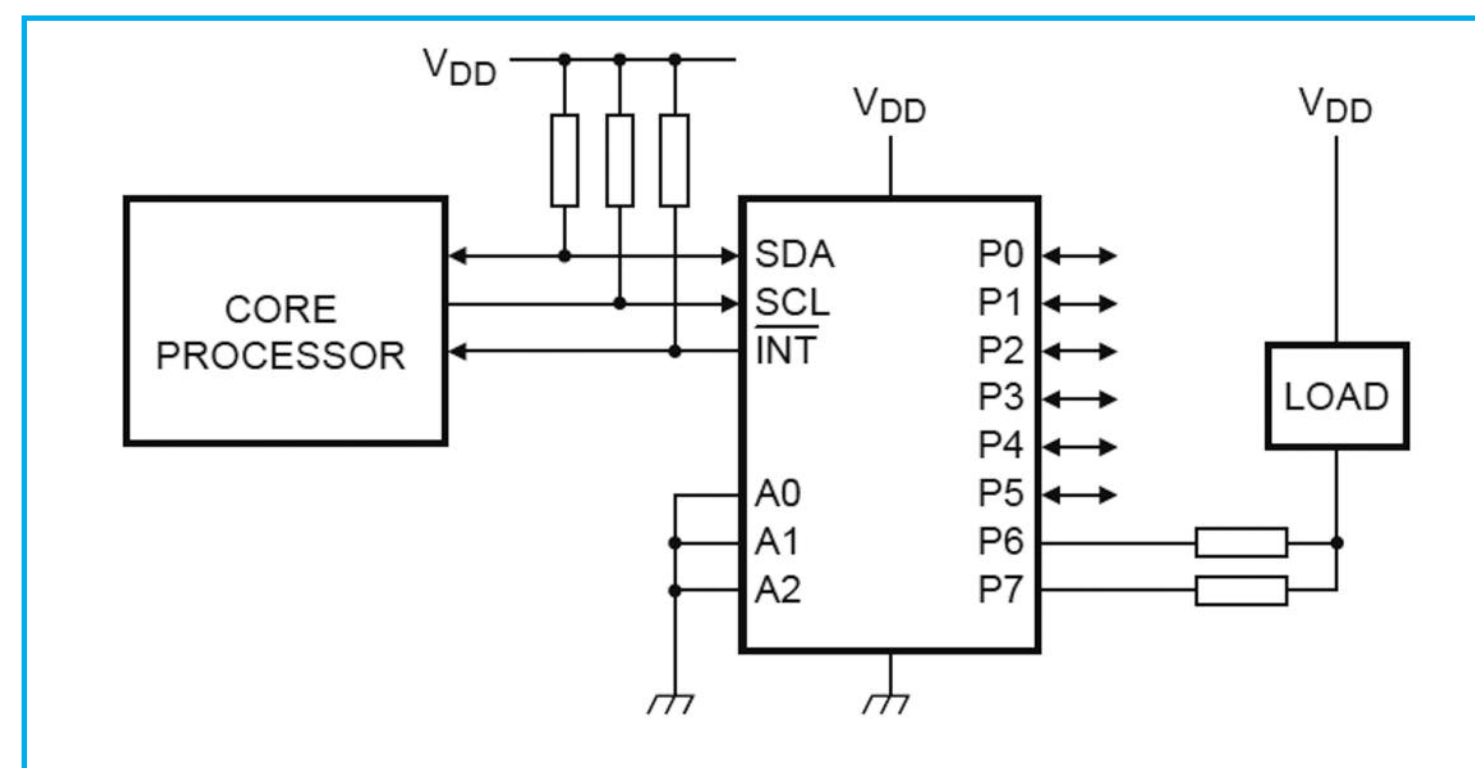 VDD
VDD
VDD
CORE
PROCESSOR
SDA
SCL
INT
A0
A1
A2
P0
P1
P2
P3
P4
P5
P6
P7
LOAD